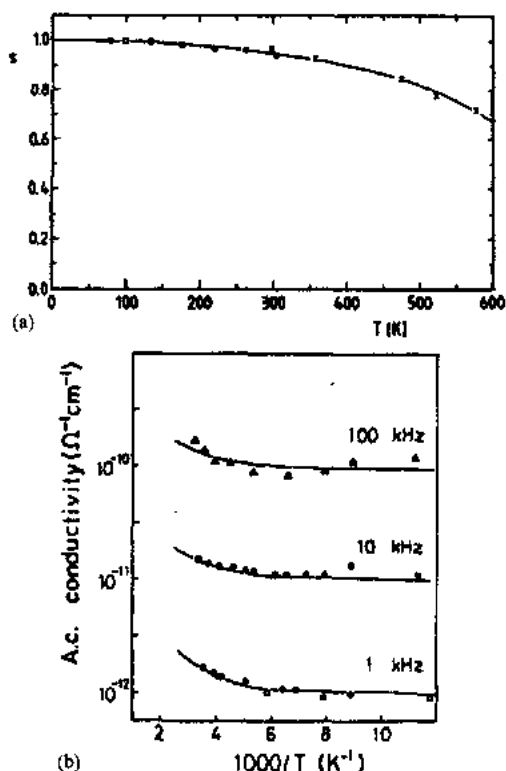 s
1.0
0.8
0.6
0.4
0.2
0.0
0 100 200 300 400 500 600
T [K]
(a)
A.c. conductivity (Ω⁻¹cm⁻¹)
100 kHz
10⁻¹⁰
10 kHz
10⁻¹¹
1 kHz
10⁻¹²
2 4 6 8 10
(b)
1000/T (K⁻¹)